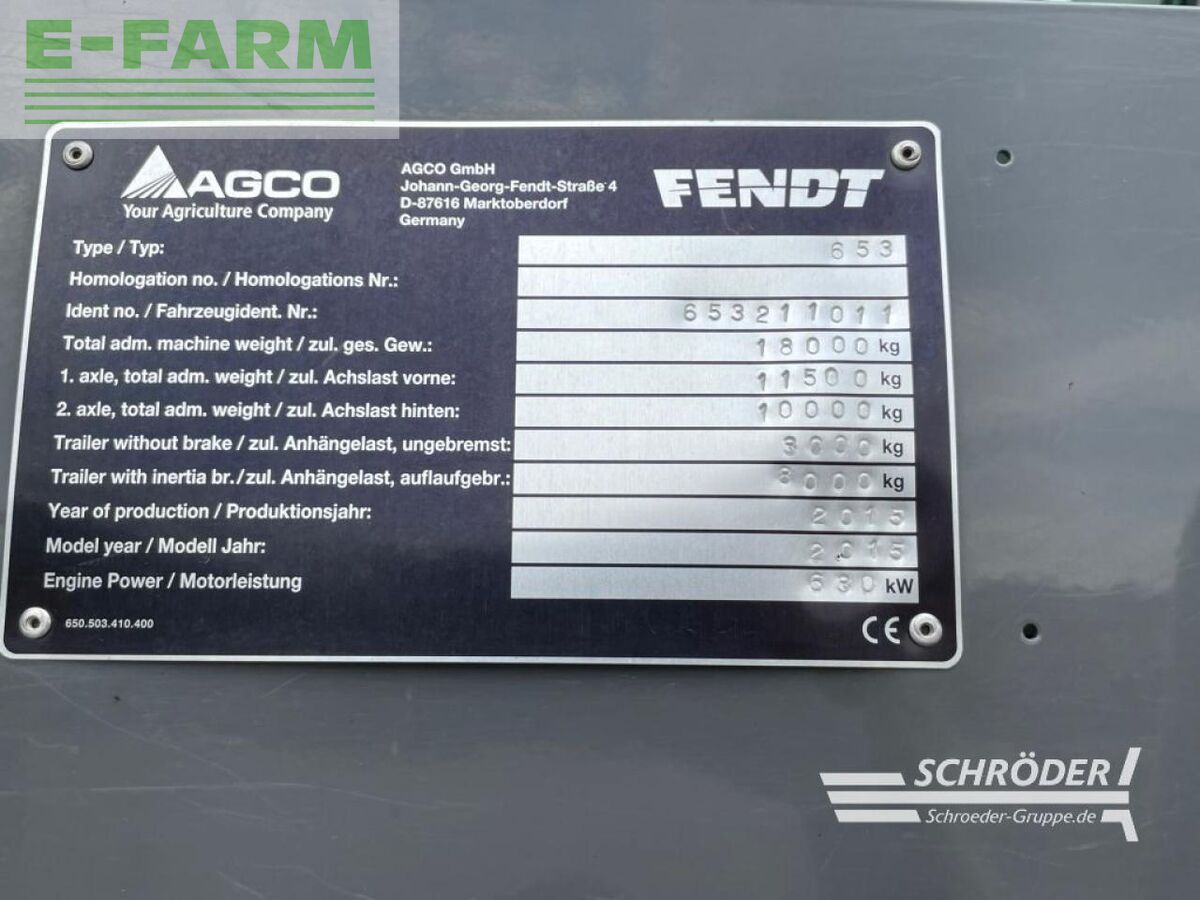 E-FARM
AGCO
Your Agriculture Company
AGCO GmbH
Johann-Georg-Fendt-Straße 4
D-87616 Marktoberdorf
Germany
FENDT
Type / Typ: 653
Homologation no. / Homologations Nr.:
Ident no. / Fahrzeugident. Nr.: 653211011
Total adm. machine weight / zul. ges. Gew.: 18000 kg
1. axle, total adm. weight / zul. Achslast vorne: 11500 kg
2. axle, total adm. weight / zul. Achslast hinten: 10000 kg
Trailer without brake / zul. Anhängelast, ungebremst: 3600 kg
Trailer with inertia br./zul. Anhängelast, auflaufgebr.: 8000 kg
Year of production / Produktionsjahr: 2015
Model year / Modell Jahr: 2015
Engine Power / Motorleistung 630 kW
650.503.410.400
CE
SCHRÖDER
Schroeder-Gruppe.de